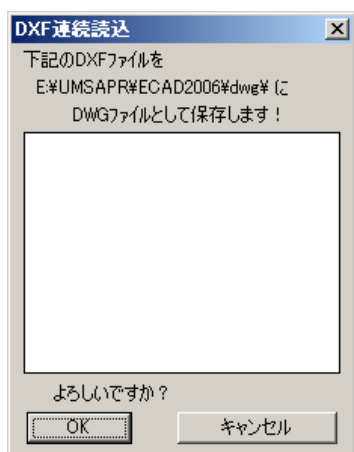 DXF連続読込
下記のDXFファイルを
E:¥UMSAPR¥ECAD2006¥dwg¥ に
DWGファイルとして保存します！
よろしいですか？
OK
キャンセル